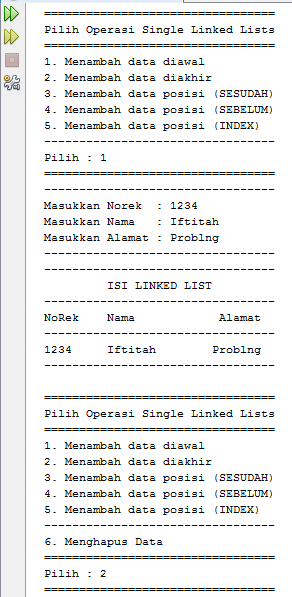 =================================
Pilih Operasi Single Linked Lists
=================================
1. Menambah data diawal
2. Menambah data diakhir
3. Menambah data posisi (SESUDAH)
4. Menambah data posisi (SEBELUM)
5. Menambah data posisi (INDEX)
---------------------------------
Pilih : 1
=================================
---------------------------------
Masukkan Norek  : 1234
Masukkan Nama   : Iftitah
Masukkan Alamat : Problng
---------------------------------
---------------------------------
         ISI LINKED LIST
---------------------------------
NoRek    Nama            Alamat
---------------------------------
1234     Iftitah        Problng
---------------------------------

=================================
Pilih Operasi Single Linked Lists
=================================
1. Menambah data diawal
2. Menambah data diakhir
3. Menambah data posisi (SESUDAH)
4. Menambah data posisi (SEBELUM)
5. Menambah data posisi (INDEX)
---------------------------------
6. Menghapus Data
=================================
Pilih : 2
=================================